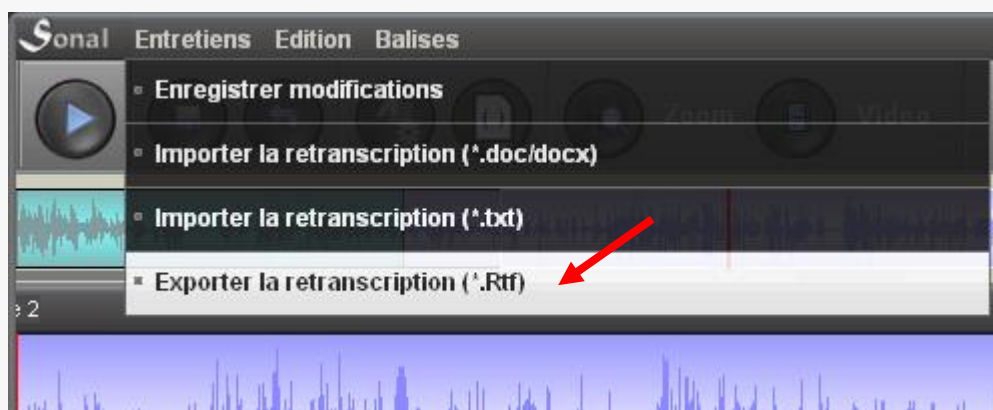 Sonal Entretiens Edition Balises
Enregistrer modifications
Zoom Video
Importer la retranscription (*.doc/docx)
Importer la retranscription (*.txt)
Exporter la retranscription (*.Rtf)
e 2